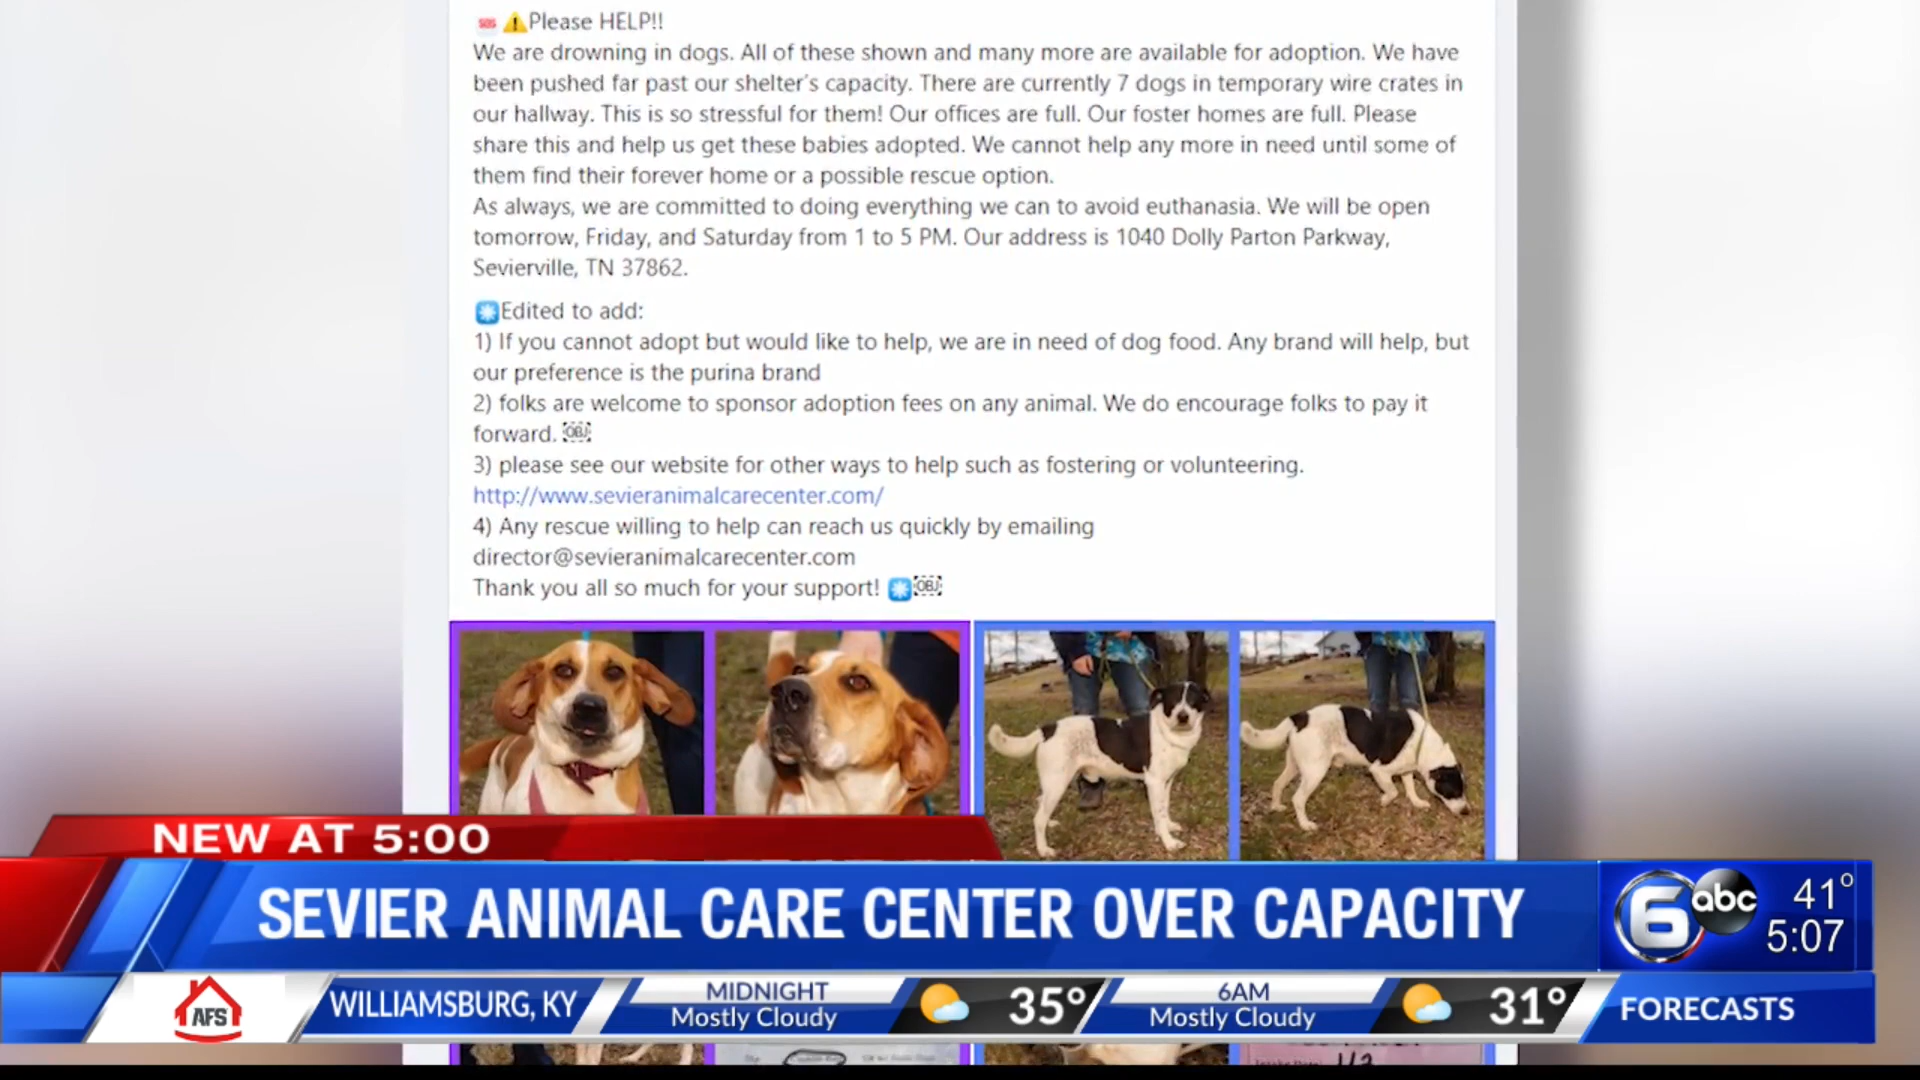 SOS ⚠️Please HELP!!
We are drowning in dogs. All of these shown and many more are available for adoption. We have
been pushed far past our shelter's capacity. There are currently 7 dogs in temporary wire crates in
our hallway. This is so stressful for them! Our offices are full. Our foster homes are full. Please
share this and help us get these babies adopted. We cannot help any more in need until some of
them find their forever home or a possible rescue option.
As always, we are committed to doing everything we can to avoid euthanasia. We will be open
tomorrow, Friday, and Saturday from 1 to 5 PM. Our address is 1040 Dolly Parton Parkway,
Sevierville, TN 37862.
✳️Edited to add:
1) If you cannot adopt but would like to help, we are in need of dog food. Any brand will help, but
our preference is the purina brand
2) folks are welcome to sponsor adoption fees on any animal. We do encourage folks to pay it
forward. OBJ
3) please see our website for other ways to help such as fostering or volunteering.
http://www.sevieranimalcarecenter.com/
4) Any rescue willing to help can reach us quickly by emailing
director@sevieranimalcarecenter.com
Thank you all so much for your support! ✳️OBJ
NEW AT 5:00
SEVIER ANIMAL CARE CENTER OVER CAPACITY
6 abc 41°
5:07
AFS
WILLIAMSBURG, KY
MIDNIGHT
Mostly Cloudy
35°
6AM
Mostly Cloudy
31°
FORECASTS